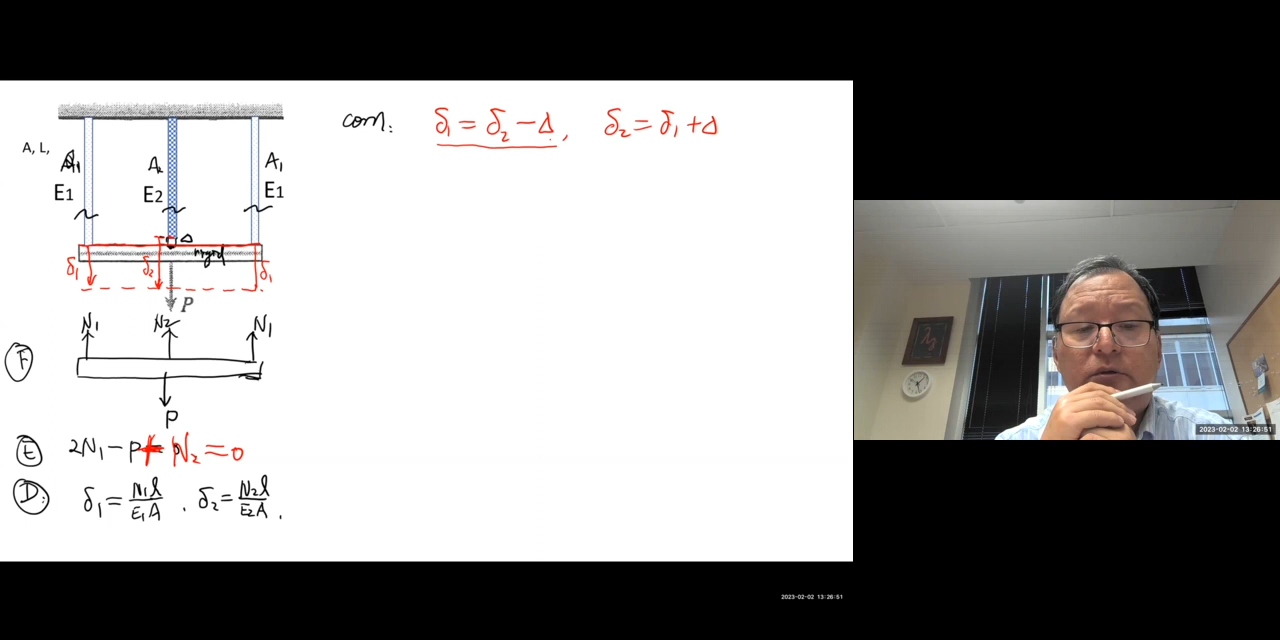 com. δ₁ = δ₂ − Δ, δ₂ = δ₁ + Δ
A, L,
A₂
A₁
E1
E2
E1
Δ
rigid
δ₁
δ₂
δ₁
P
N₁
N₂
N₁
F
P
E 2N₁ − P + N₂ = 0
D: δ₁ = N₁l/E₁A . δ₂ = N₂l/E₂A .
2023-02-02 13:26:51
2023-02-02 13:26:51